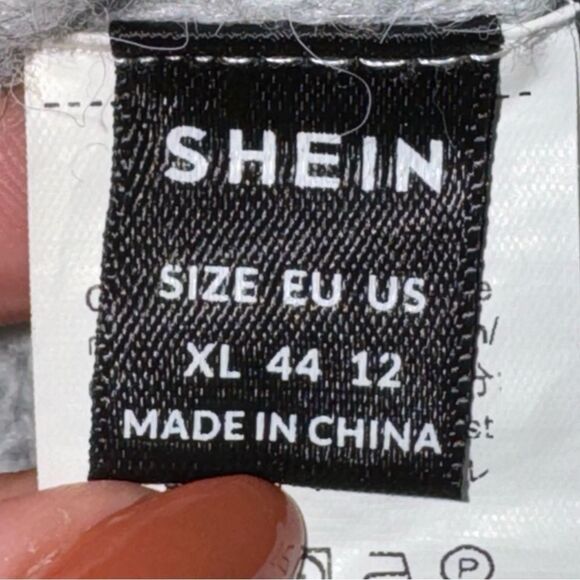 SHEIN
SIZE EU US
XL 44 12
MADE IN CHINA
P